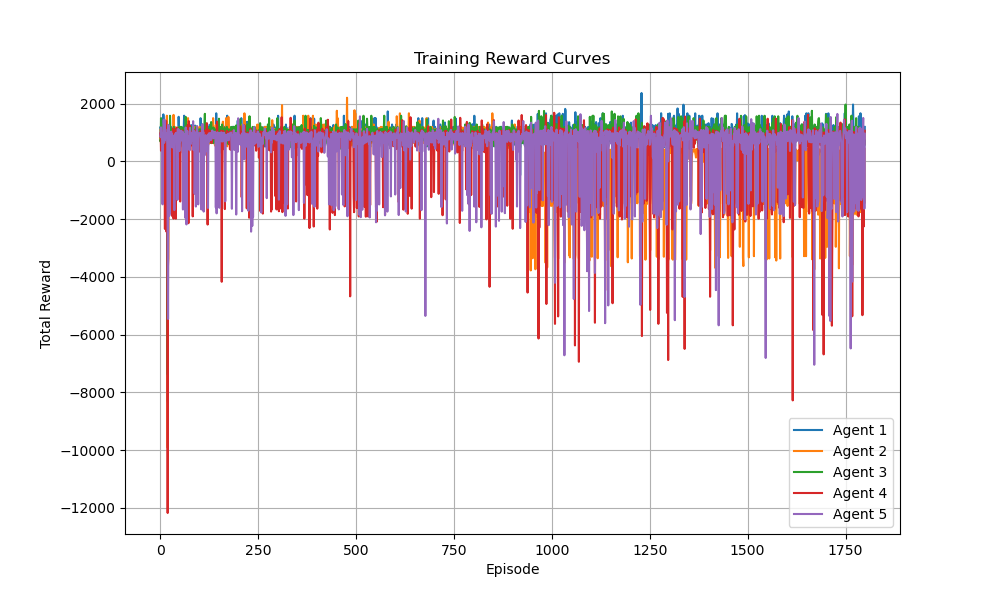 Training Reward Curves
2000
0
−2000
−4000
−6000
−8000
−10000
−12000
Total Reward
0 250 500 750 1000 1250 1500 1750
Episode
Agent 1
Agent 2
Agent 3
Agent 4
Agent 5